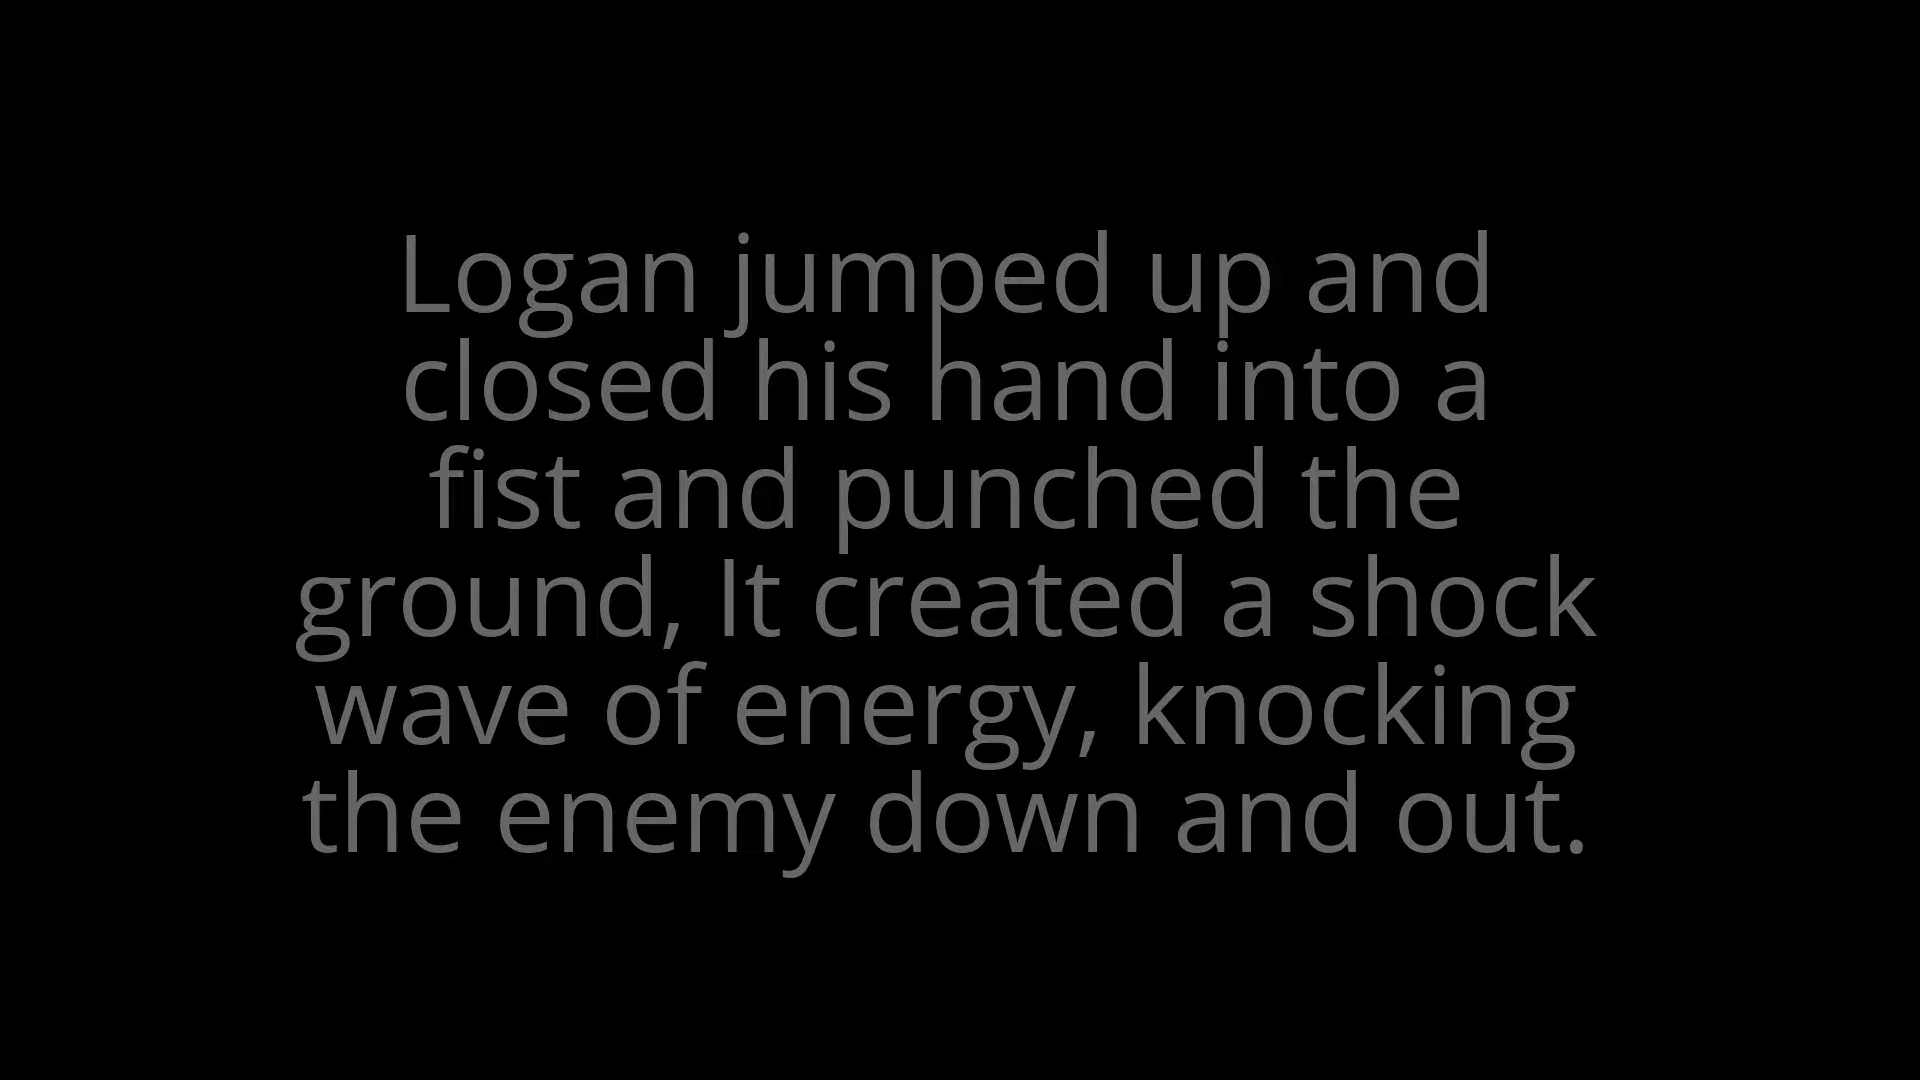 Logan jumped up and
closed his hand into a
fist and punched the
ground, It created a shock
wave of energy, knocking
the enemy down and out.